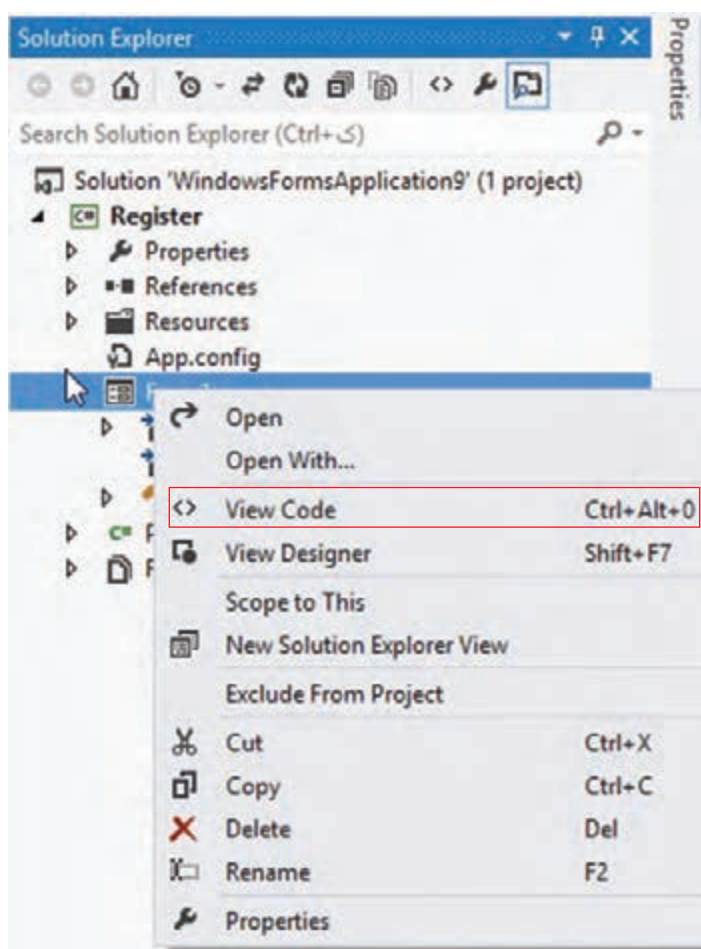 Solution Explorer
Properties
Search Solution Explorer (Ctrl+ک)
Solution 'WindowsFormsApplication9' (1 project)
C# Register
Properties
References
Resources
App.config
Open
Open With...
<> View Code Ctrl+Alt+0
View Designer Shift+F7
Scope to This
New Solution Explorer View
Exclude From Project
Cut Ctrl+X
Copy Ctrl+C
Delete Del
Rename F2
Properties
C#